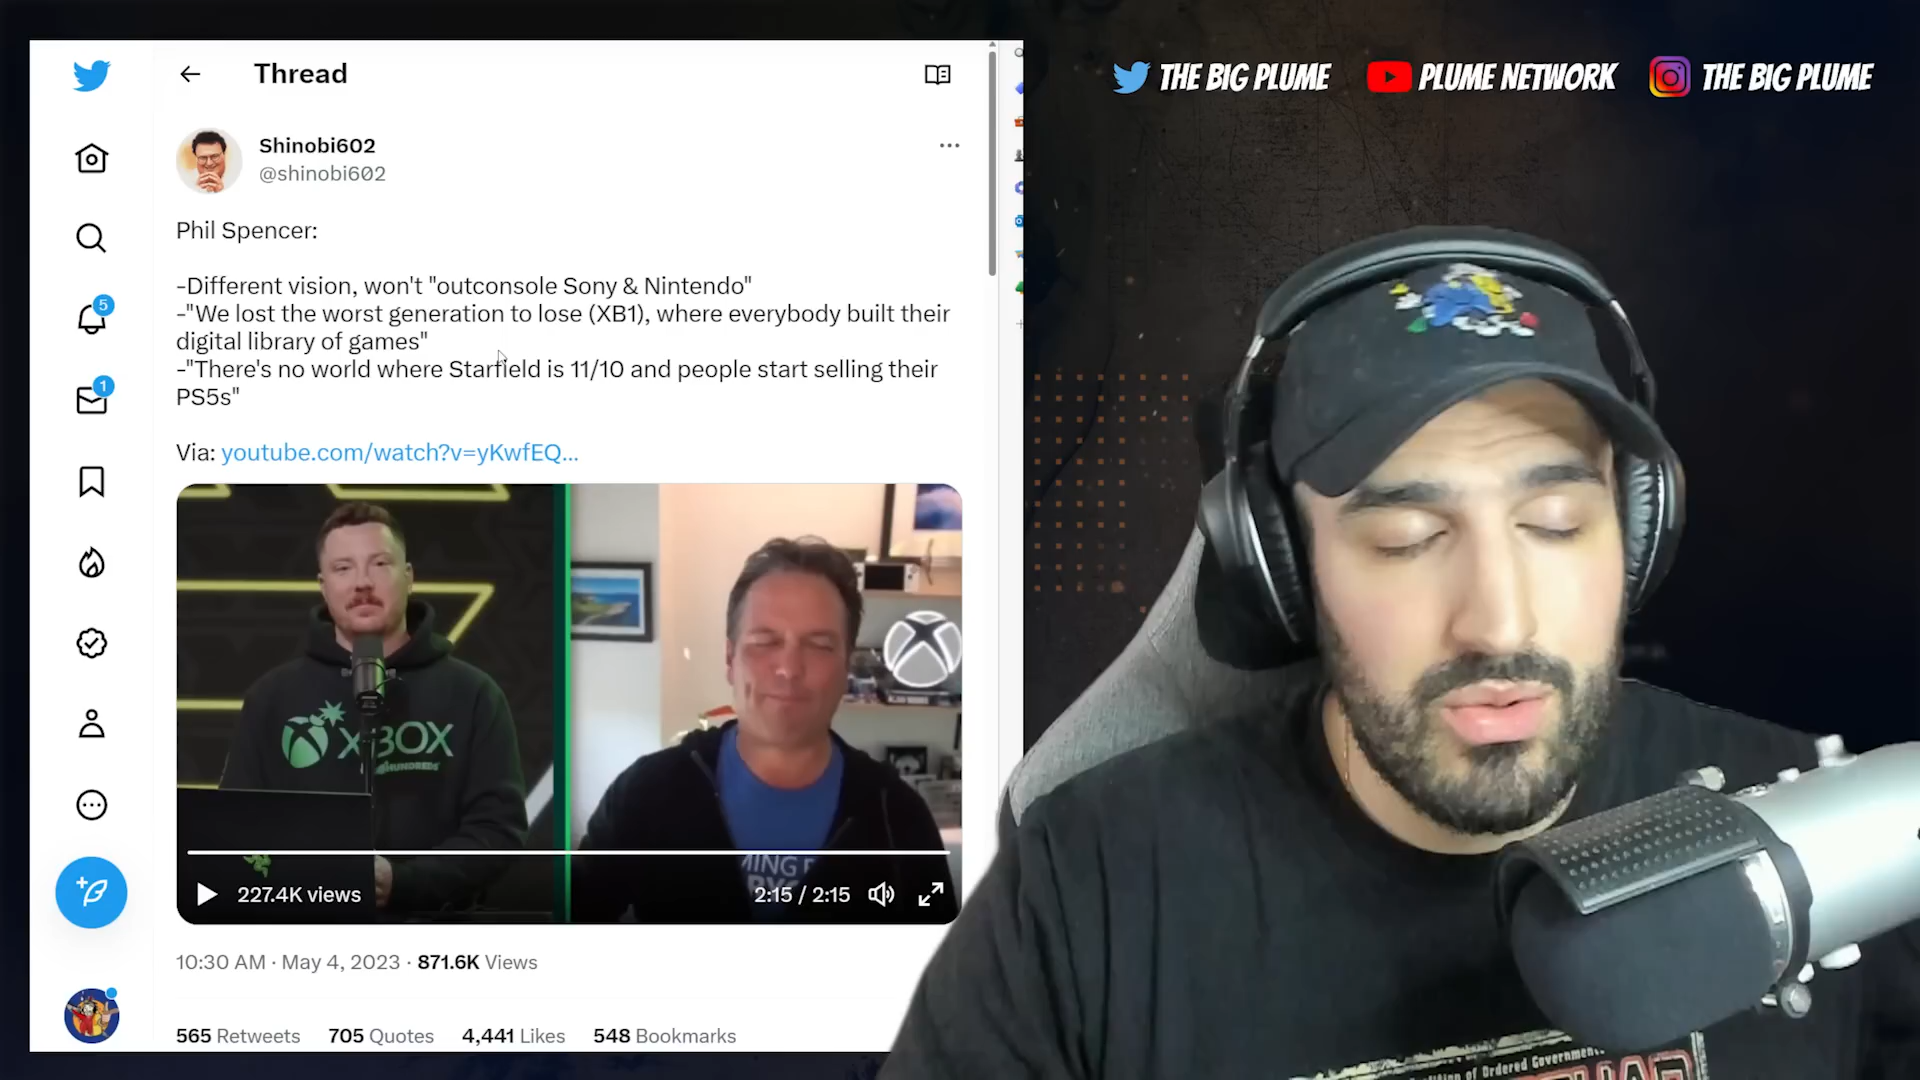 Thread
THE BIG PLUME
PLUME NETWORK
THE BIG PLUME
Shinobi602
@shinobi602
5
1
Phil Spencer:
-Different vision, won't "outconsole Sony & Nintendo"
-"We lost the worst generation to lose (XB1), where everybody built their
digital library of games"
-"There's no world where Starfield is 11/10 and people start selling their
PS5s"
Via: youtube.com/watch?v=yKwfEQ...
XBOX
HUNDREDS
227.4K views
2:15 / 2:15
10:30 AM · May 4, 2023 · 871.6K Views
565 Retweets 705 Quotes 4,441 Likes 548 Bookmarks
of Ordered Governments